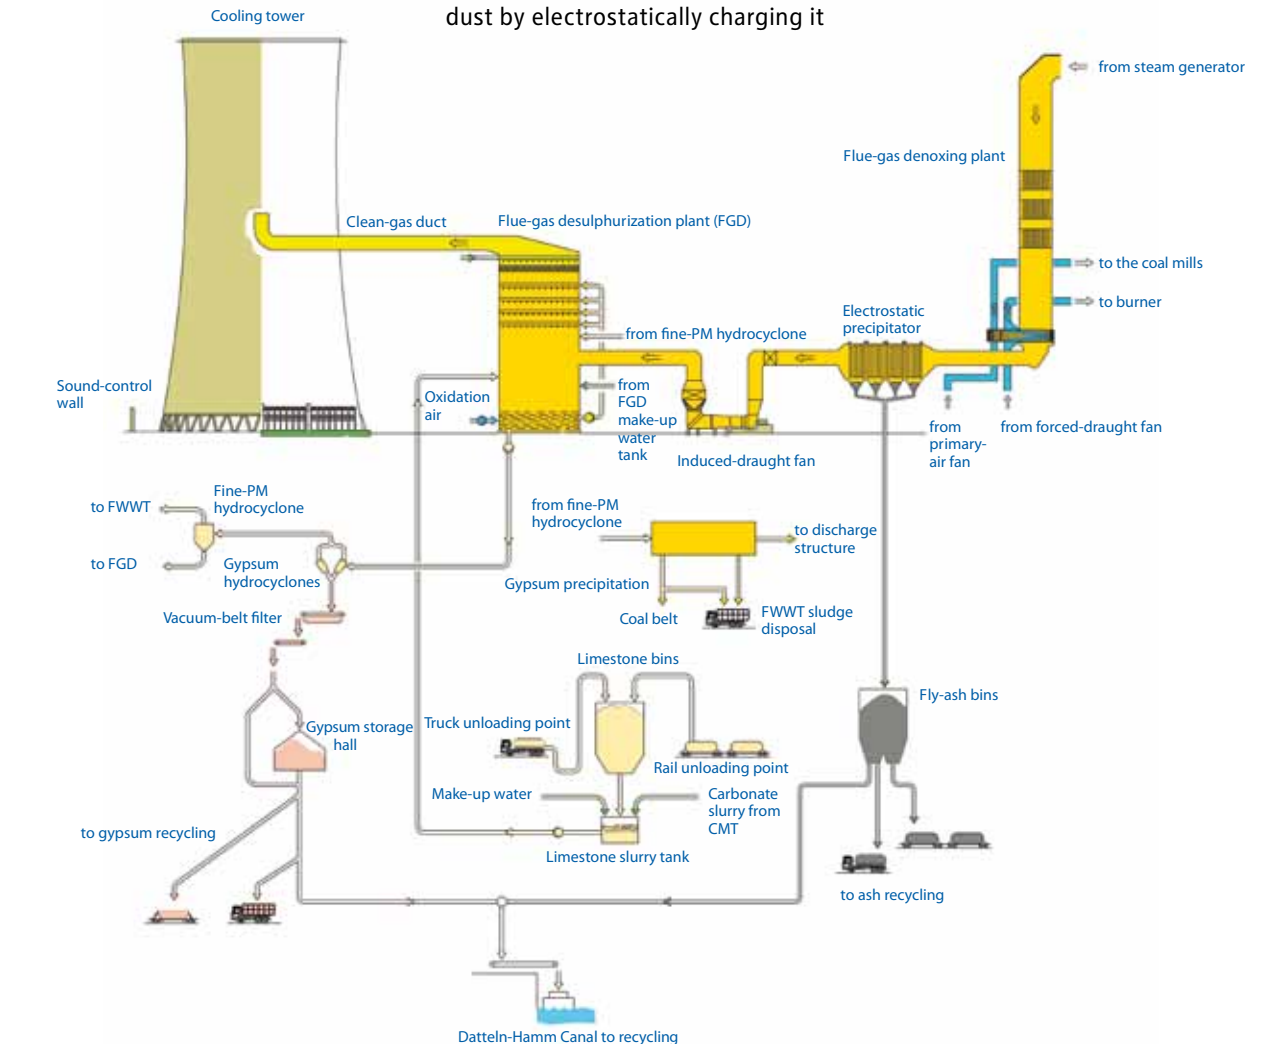 dust by electrostatically charging it
Cooling tower
from steam generator
Flue-gas denoxing plant
Clean-gas duct
Flue-gas desulphurization plant (FGD)
to the coal mills
to burner
Electrostatic
precipitator
from fine-PM hydrocyclone
Sound-control
wall
Oxidation
air
from
FGD
make-up
water
tank
Induced-draught fan
from
primary-
air fan
from forced-draught fan
to FWWT
Fine-PM
hydrocyclone
to FGD
Gypsum
hydrocyclones
from fine-PM
hydrocyclone
to discharge
structure
Gypsum precipitation
Coal belt
FWWT sludge
disposal
Vacuum-belt filter
Limestone bins
Fly-ash bins
Gypsum storage
hall
Truck unloading point
Rail unloading point
Make-up water
Carbonate
slurry from
CMT
to gypsum recycling
Limestone slurry tank
to ash recycling
Datteln-Hamm Canal to recycling